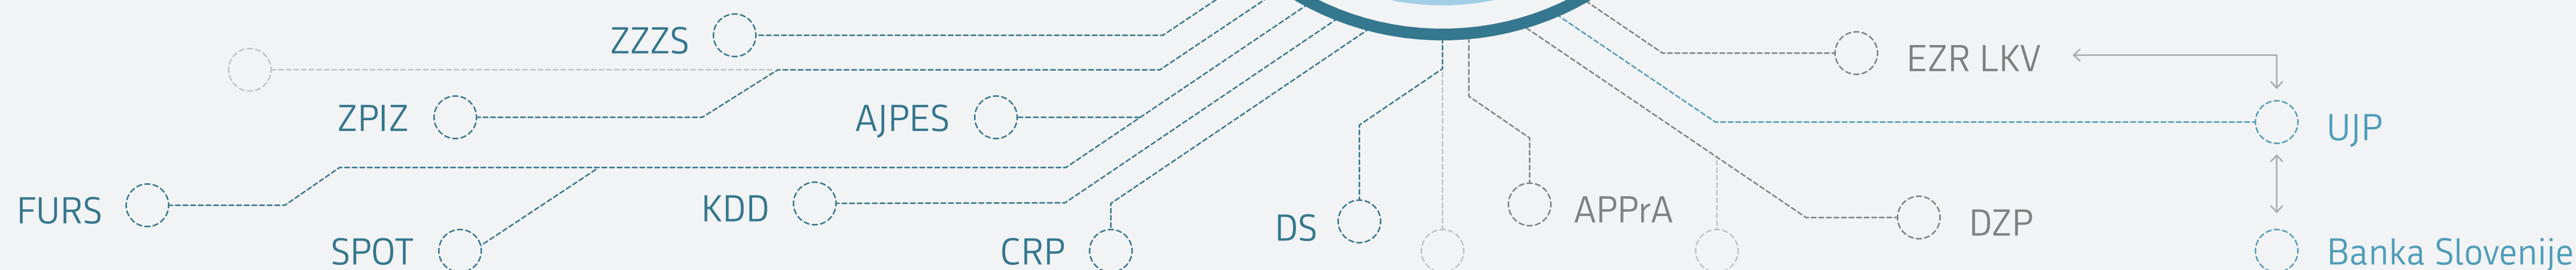 ZZZS
EZR LKV
ZPIZ
AJPES
UJP
FURS
KDD
DS
APPrA
DZP
SPOT
CRP
Banka Slovenije